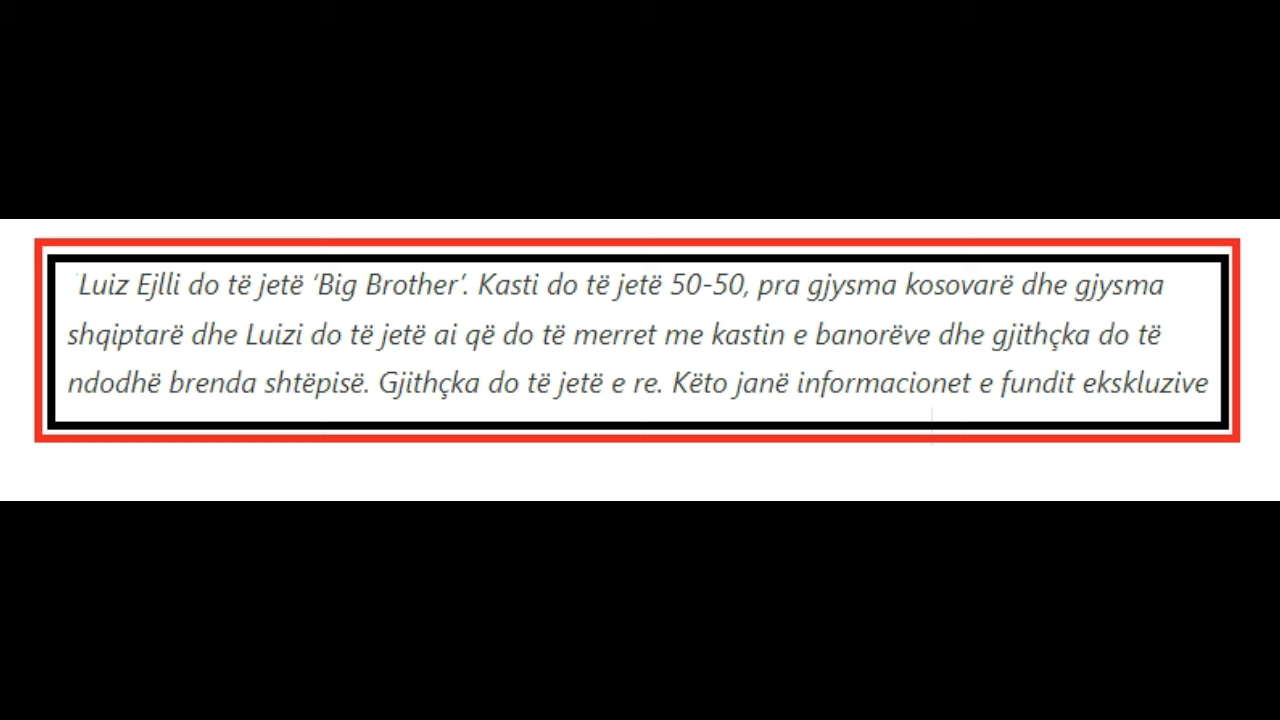 ‘Luiz Ejlli do të jetë ‘Big Brother’. Kasti do të jetë 50-50, pra gjysma kosovarë dhe gjysma
shqiptarë dhe Luizi do të jetë ai që do të merret me kastin e banorëve dhe gjithçka do të
ndodhë brenda shtëpisë. Gjithçka do të jetë e re. Këto janë informacionet e fundit ekskluzive